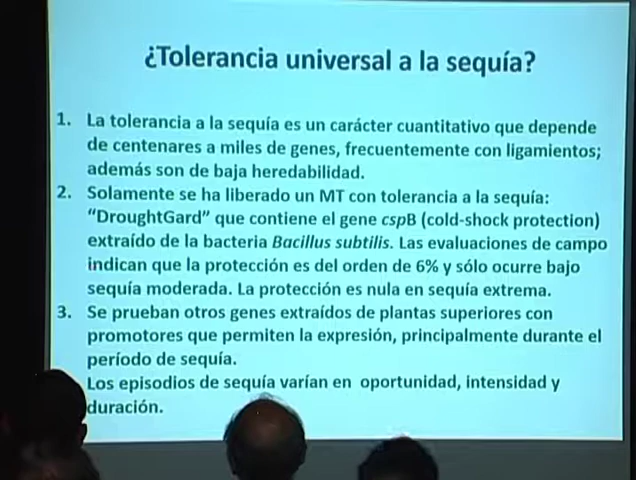 ¿Tolerancia universal a la sequía?
1. La tolerancia a la sequía es un carácter cuantitativo que depende
de centenares a miles de genes, frecuentemente con ligamientos;
además son de baja heredabilidad.
2. Solamente se ha liberado un MT con tolerancia a la sequía:
"DroughtGard" que contiene el gene cspB (cold-shock protection)
extraído de la bacteria Bacillus subtilis. Las evaluaciones de campo
indican que la protección es del orden de 6% y sólo ocurre bajo
sequía moderada. La protección es nula en sequía extrema.
3. Se prueban otros genes extraídos de plantas superiores con
promotores que permiten la expresión, principalmente durante el
período de sequía.
Los episodios de sequía varían en oportunidad, intensidad y
duración.